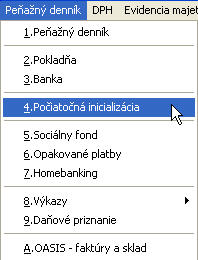 Peňažný denník DPH Evidencia majet
1.Peňažný denník
2.Pokladňa
3.Banka
4.Počiatočná inicializácia
5.Sociálny fond
6.Opakované platby
7.Homebanking
8.Výkazy
9.Daňové priznanie
A.OASIS - faktúry a sklad